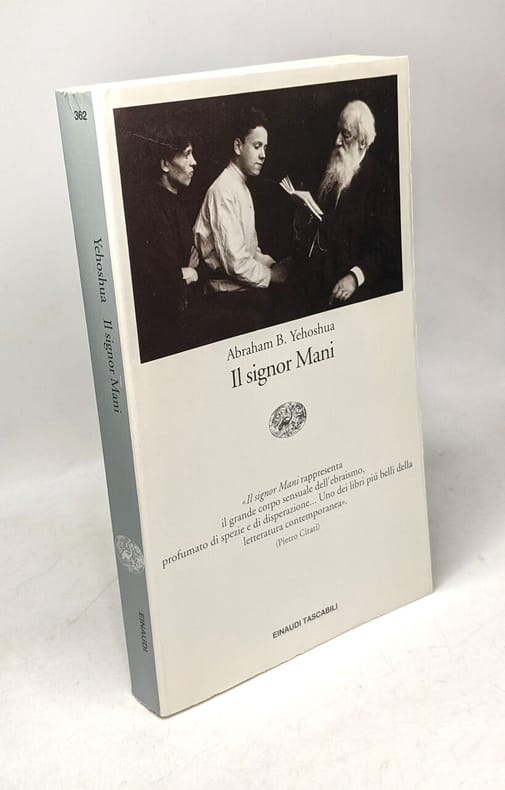 362
Yehoshua Il signor Mani
EINAUDI
Abraham B. Yehoshua
Il signor Mani
«Il signor Mani rappresenta
il grande corpo sensuale dell'ebraismo,
profumato di spezie e di disperazione... Uno dei libri piú belli della
letteratura contemporanea».
(Pietro Citati)
EINAUDI TASCABILI